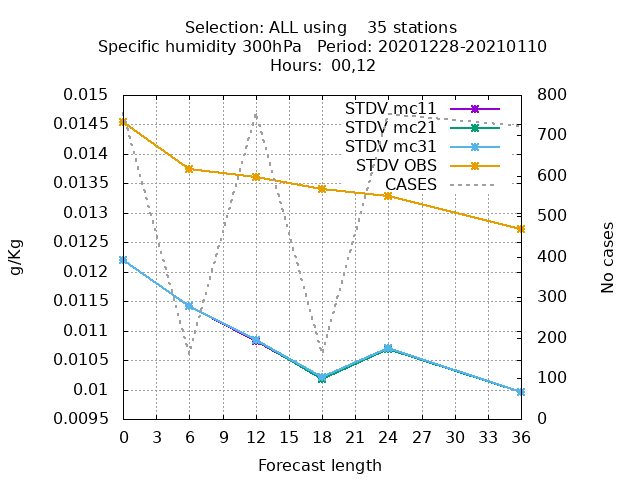 Selection: ALL using    35 stations
Specific humidity 300hPa   Period: 20201228-20210110
Hours: 00,12
STDV mc11
STDV mc21
STDV mc31
STDV OBS
CASES
0.015
0.0145
0.014
0.0135
0.013
0.0125
0.012
0.0115
0.011
0.0105
0.01
0.0095
g/Kg
800
700
600
500
400
300
200
100
0
No cases
0 3 6 9 12 15 18 21 24 27 30 33 36
Forecast length